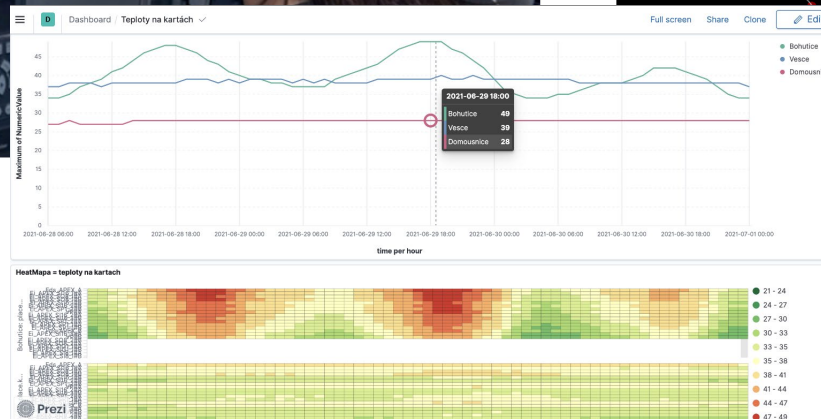 D Dashboard / Teploty na kartách Full screen Share Clone Edi
Maximum of NumericValue
45
40
35
30
25
20
15
10
5
0
2021-06-28 06:00 2021-06-28 12:00 2021-06-28 18:00 2021-06-29 00:00 2021-06-29 06:00 2021-06-29 12:00 2021-06-29 18:00 2021-06-30 00:00 2021-06-30 06:00 2021-06-30 12:00 2021-06-30 18:00 2021-07-01 00:00
time per hour
2021-06-29 18:00
Bohutice 49
Vesce 39
Domousnice 28
Bohutice
Vesce
Domousn
HeatMapa = teploty na kartach
Bohutice: place...
lace.k...
21 - 24
24 - 27
27 - 30
30 - 33
33 - 35
35 - 38
38 - 41
41 - 44
44 - 47
47 - 49
Prezi